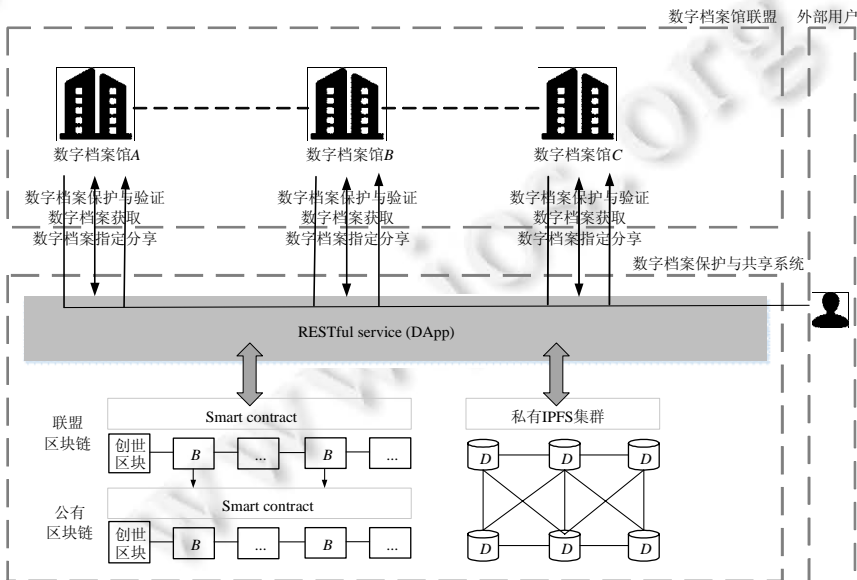 数字档案馆联盟
外部用户
数字档案馆A
数字档案馆B
数字档案馆C
数字档案保护与验证
数字档案获取
数字档案指定分享
数字档案保护与验证
数字档案获取
数字档案指定分享
数字档案保护与验证
数字档案获取
数字档案指定分享
数字档案保护与共享系统
RESTful service (DApp)
联盟
区块链
Smart contract
创世
区块
B
...
B
...
公有
区块链
Smart contract
创世
区块
B
...
B
...
私有IPFS集群
D
D
D
D
D
D